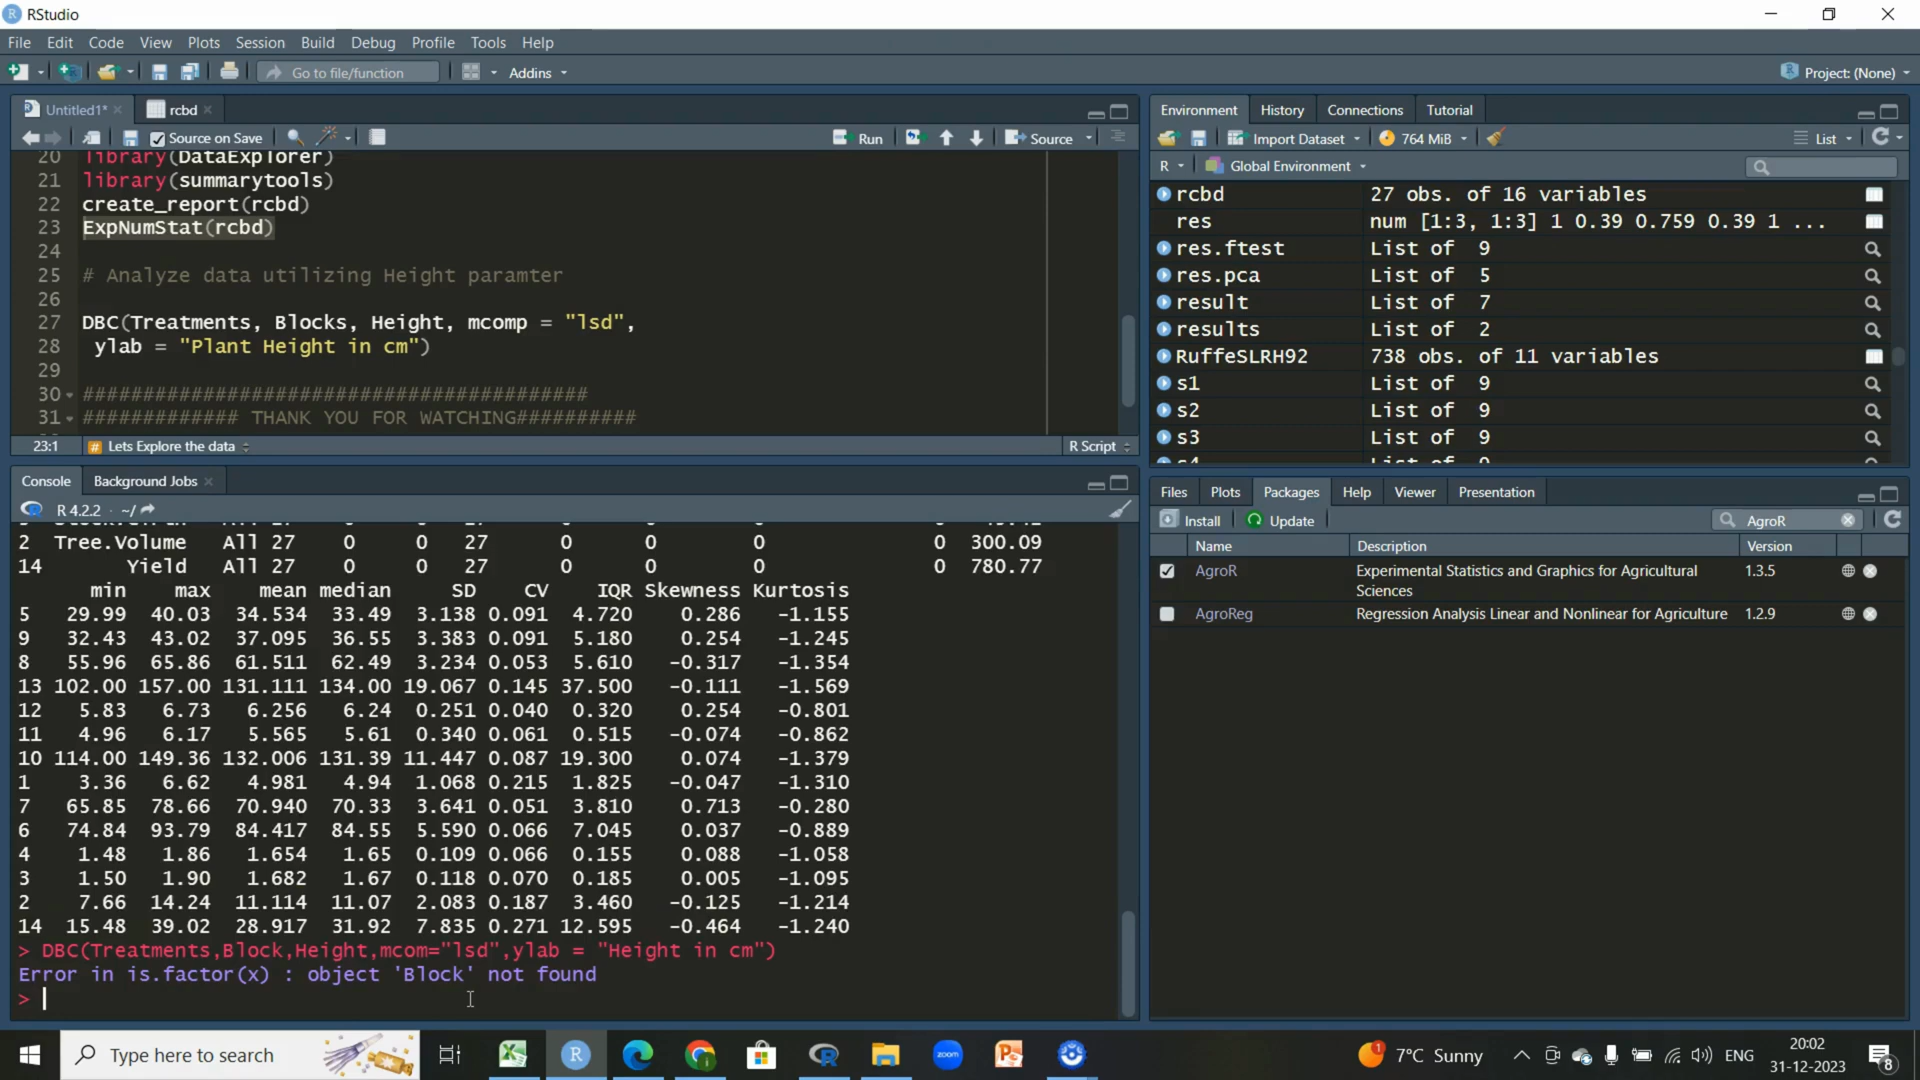 RStudio
File Edit Code View Plots Session Build Debug Profile Tools Help
Go to file/function Addins Project: (None)
Untitled1* rcbd
Source on Save Run Source
20 library(DataExplorer)
21 library(summarytools)
22 create_report(rcbd)
23 ExpNumStat(rcbd)
24
25 # Analyze data utilizing Height paramter
26
27 DBC(Treatments, Blocks, Height, mcomp = "lsd",
28 ylab = "Plant Height in cm")
29
30 ##########################################
31 ############# THANK YOU FOR WATCHING##########
23:1 # Lets Explore the data R Script
Console Background Jobs
R 4.2.2 · ~/
2 Tree.Volume All 27 0 0 27 0 0 0 0 300.09
14 Yield All 27 0 0 27 0 0 0 0 780.77
min max mean median SD CV IQR Skewness Kurtosis
5 29.99 40.03 34.534 33.49 3.138 0.091 4.720 0.286 -1.155
9 32.43 43.02 37.095 36.55 3.383 0.091 5.180 0.254 -1.245
8 55.96 65.86 61.511 62.49 3.234 0.053 5.610 -0.317 -1.354
13 102.00 157.00 131.111 134.00 19.067 0.145 37.500 -0.111 -1.569
12 5.83 6.73 6.256 6.24 0.251 0.040 0.320 0.254 -0.801
11 4.96 6.17 5.565 5.61 0.340 0.061 0.515 -0.074 -0.862
10 114.00 149.36 132.006 131.39 11.447 0.087 19.300 0.074 -1.379
1 3.36 6.62 4.981 4.94 1.068 0.215 1.825 -0.047 -1.310
7 65.85 78.66 70.940 70.33 3.641 0.051 3.810 0.713 -0.280
6 74.84 93.79 84.417 84.55 5.590 0.066 7.045 0.037 -0.889
4 1.48 1.86 1.654 1.65 0.109 0.066 0.155 0.088 -1.058
3 1.50 1.90 1.682 1.67 0.118 0.070 0.185 0.005 -1.095
2 7.66 14.24 11.114 11.07 2.083 0.187 3.460 -0.125 -1.214
14 15.48 39.02 28.917 31.92 7.835 0.271 12.595 -0.464 -1.240
> DBC(Treatments,Block,Height,mcom="lsd",ylab = "Height in cm")
Error in is.factor(x) : object 'Block' not found
>
Environment History Connections Tutorial
Import Dataset 764 MiB List
R Global Environment
rcbd 27 obs. of 16 variables
res num [1:3, 1:3] 1 0.39 0.759 0.39 1 ...
res.ftest List of 9
res.pca List of 5
result List of 7
results List of 2
RuffeSLRH92 738 obs. of 11 variables
s1 List of 9
s2 List of 9
s3 List of 9
s4 List of 9
Files Plots Packages Help Viewer Presentation
Install Update AgroR
Name Description Version
AgroR Experimental Statistics and Graphics for Agricultural 1.3.5
Sciences
AgroReg Regression Analysis Linear and Nonlinear for Agriculture 1.2.9
Type here to search
zoom
1 7°C Sunny ENG
20:02
31-12-2023
8